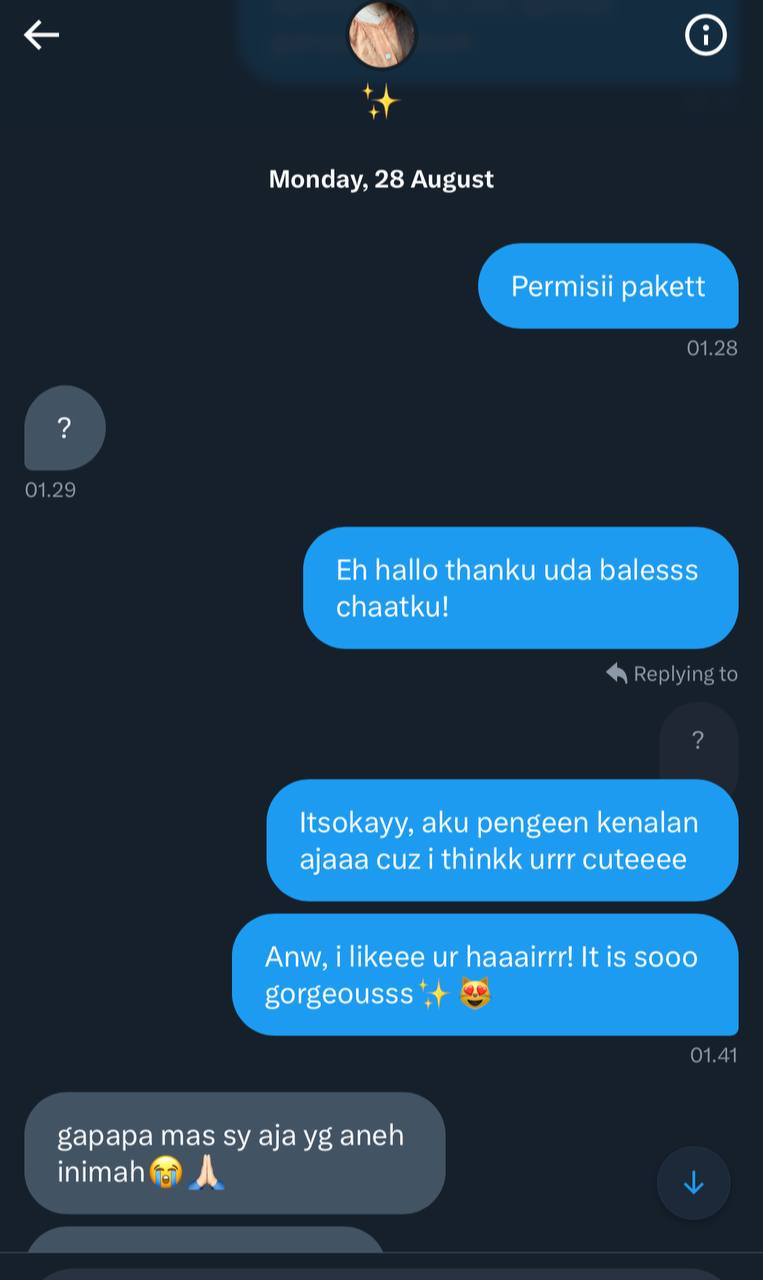 ✨
Monday, 28 August
Permisii pakett
01.28
?
01.29
Eh hallo thanku uda balesss
chaatku!
Replying to
?
Itsokayy, aku pengeen kenalan
ajaaa cuz i thinkk urrr cuteeee
Anw, i likeee ur haaairrr! It is sooo
gorgeousss✨ 😻
01.41
gapapa mas sy aja yg aneh
inimah😭🙏🏻